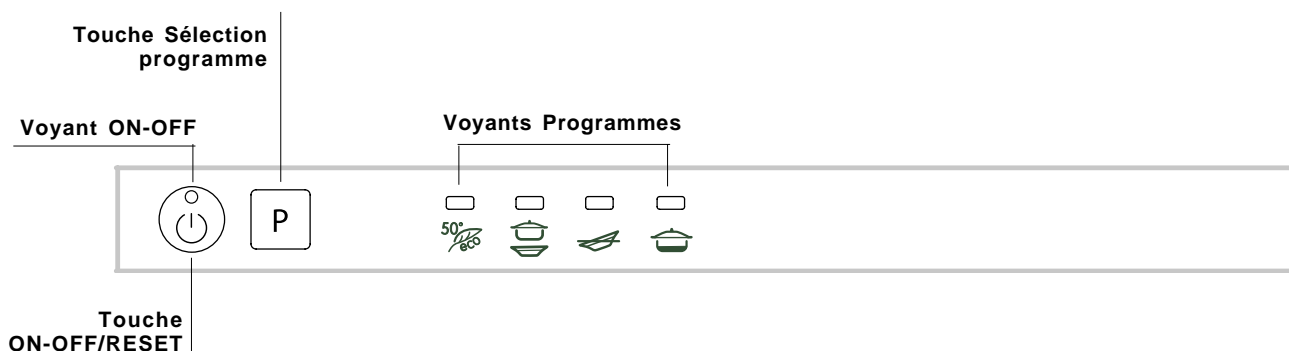 Touche Sélection
programme
Voyant ON-OFF
Voyants Programmes
P
50°
eco
Touche
ON-OFF/RESET